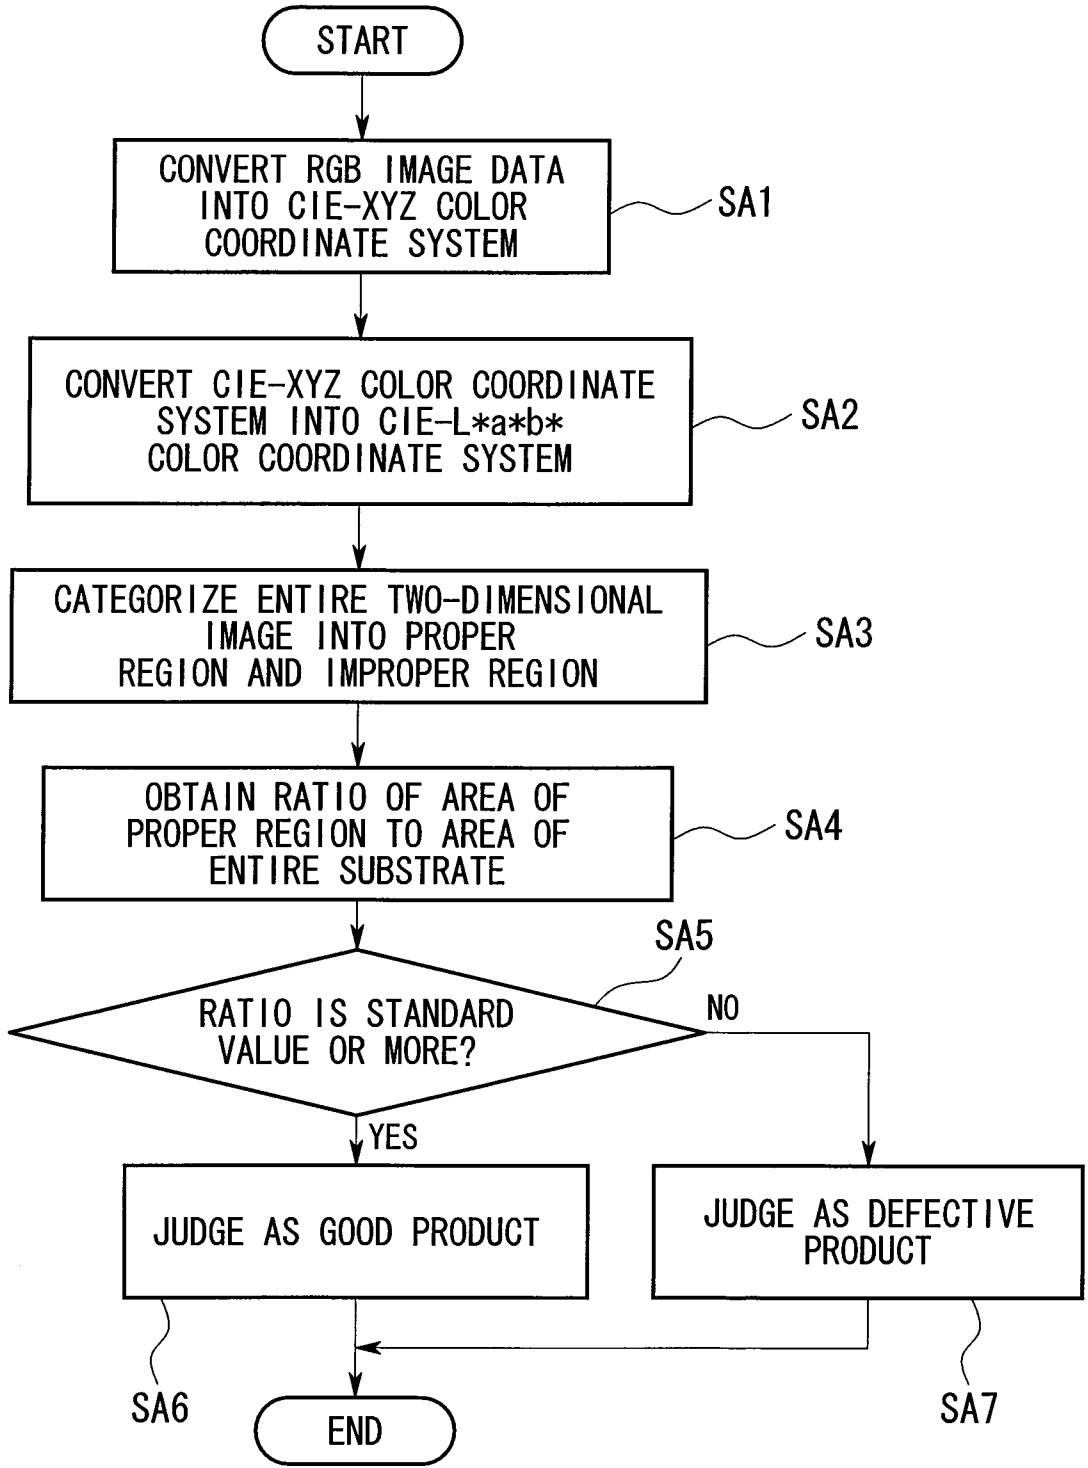 START
CONVERT RGB IMAGE DATA
INTO CIE-XYZ COLOR
COORDINATE SYSTEM
SA1
CONVERT CIE-XYZ COLOR COORDINATE
SYSTEM INTO CIE-L*a*b*
COLOR COORDINATE SYSTEM
SA2
CATEGORIZE ENTIRE TWO-DIMENSIONAL
IMAGE INTO PROPER
REGION AND IMPROPER REGION
SA3
OBTAIN RATIO OF AREA OF
PROPER REGION TO AREA OF
ENTIRE SUBSTRATE
SA4
SA5
RATIO IS STANDARD
VALUE OR MORE?
NO
YES
JUDGE AS GOOD PRODUCT
JUDGE AS DEFECTIVE
PRODUCT
SA6
SA7
END